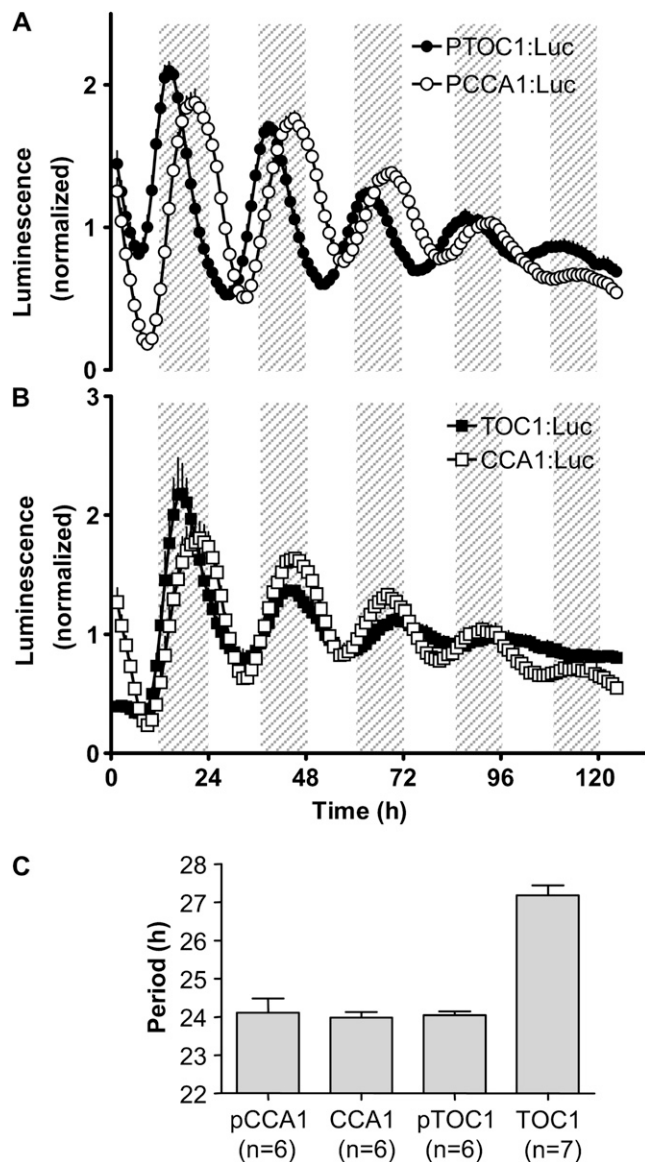 A
PTOC1:Luc
PCCA1:Luc
2
1
0
Luminescence
(normalized)
B
TOC1:Luc
CCA1:Luc
3
2
1
0
Luminescence
(normalized)
0 24 48 72 96 120
Time (h)
C
28
27
26
25
24
23
22
Period (h)
pCCA1 CCA1 pTOC1 TOC1
(n=6) (n=6) (n=6) (n=7)